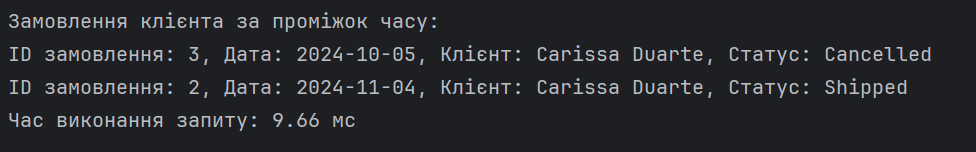 Замовлення клієнта за проміжок часу:
ID замовлення: 3, Дата: 2024-10-05, Клієнт: Carissa Duarte, Статус: Cancelled
ID замовлення: 2, Дата: 2024-11-04, Клієнт: Carissa Duarte, Статус: Shipped
Час виконання запиту: 9.66 мс